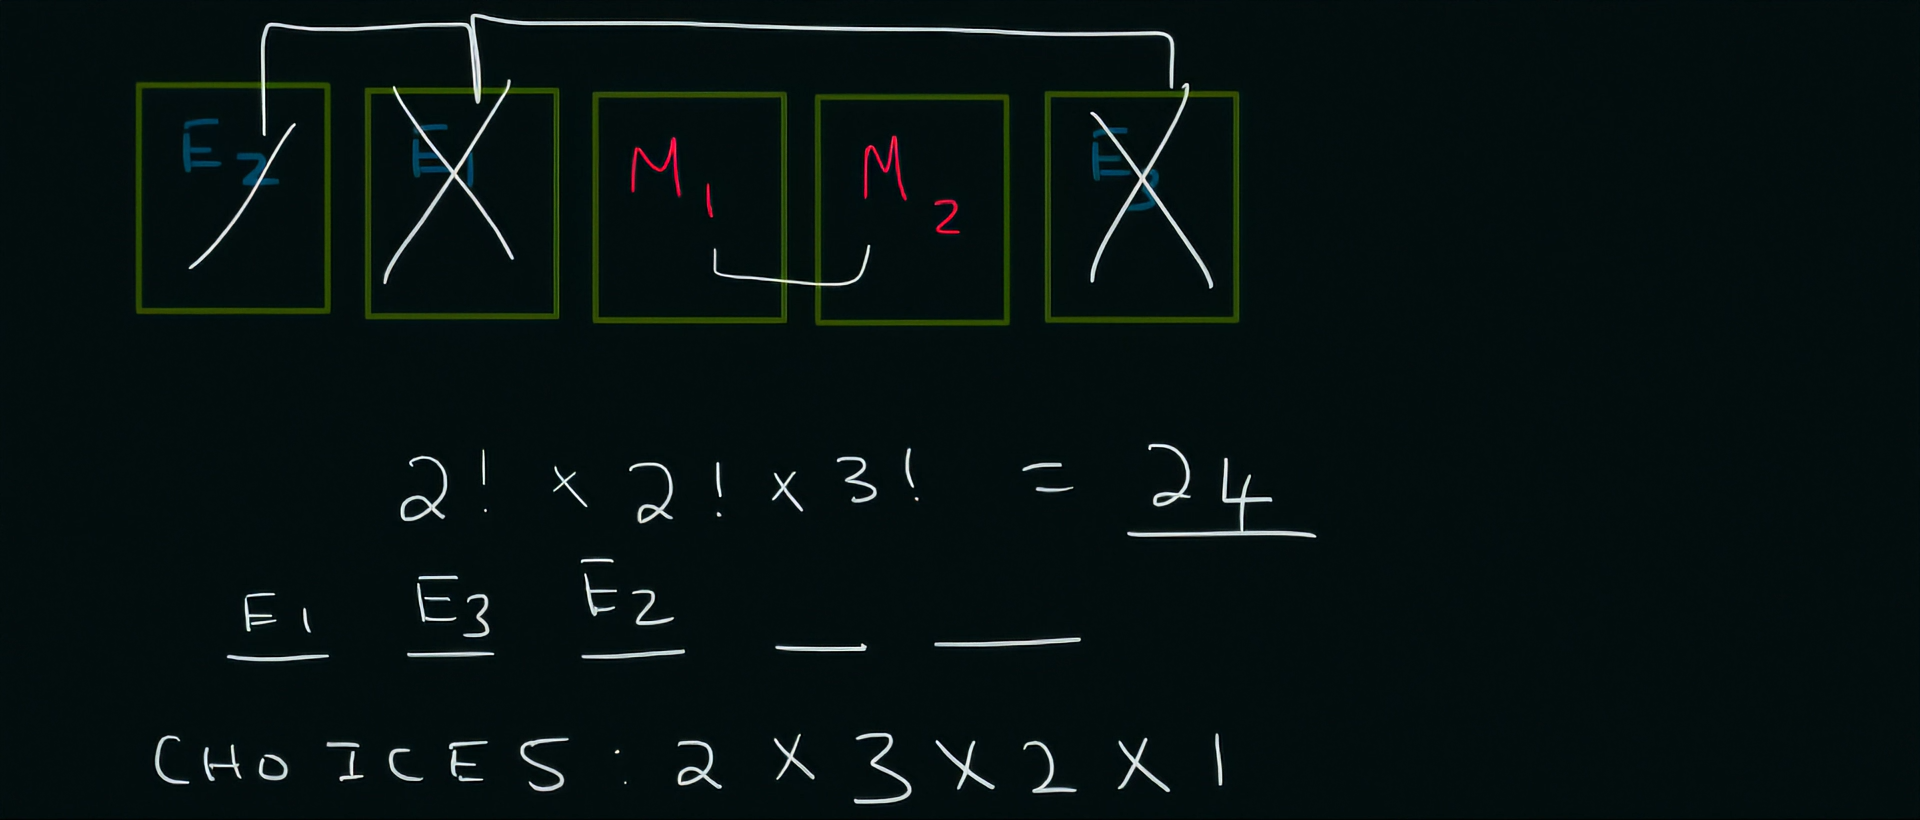 E2 E1 M1 M2 E3
2! × 2! × 3! = 24
E1 E3 E2
CHOICES: 2 × 3 × 2 × 1